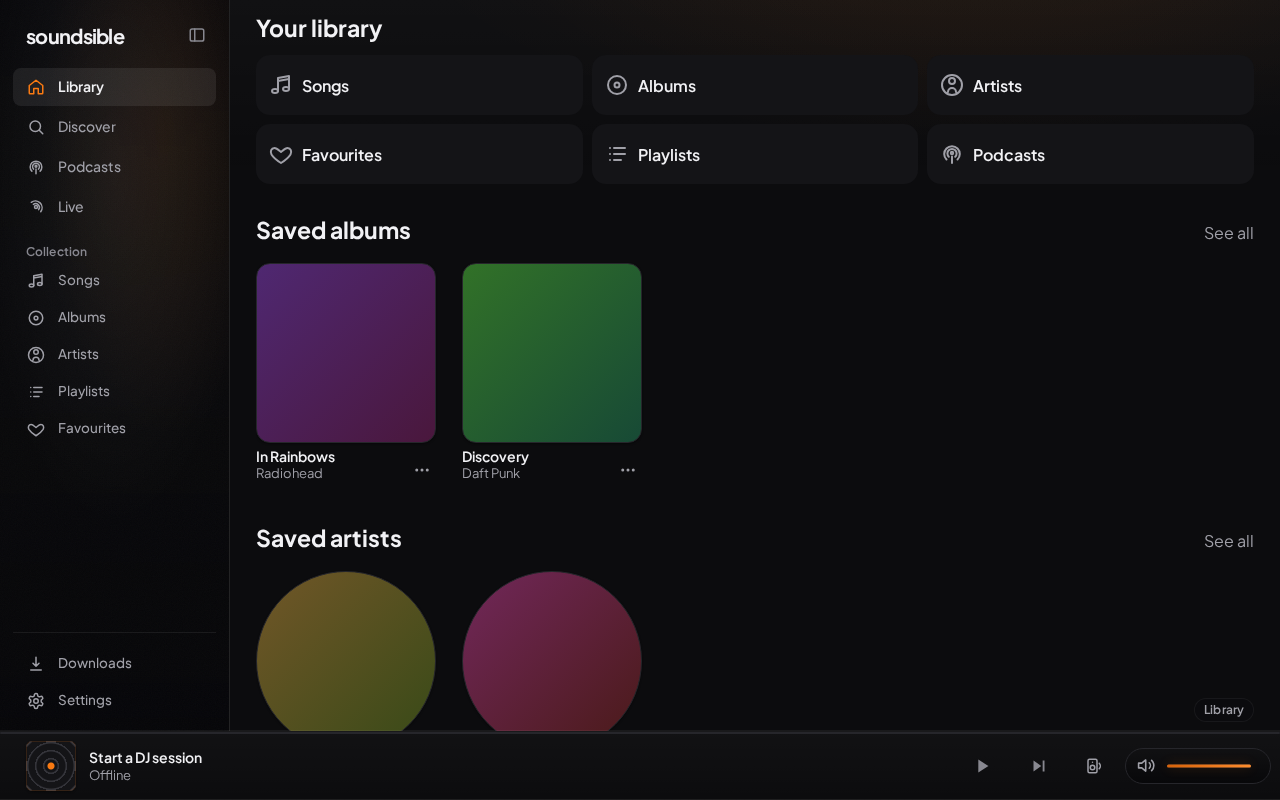 soundsible
Library
Discover
Podcasts
Live
Collection
Songs
Albums
Artists
Playlists
Favourites
Downloads
Settings
Your library
Songs
Albums
Artists
Favourites
Playlists
Podcasts
Saved albums
See all
In Rainbows
Radiohead
Discovery
Daft Punk
Saved artists
See all
Library
Start a DJ session
Offline